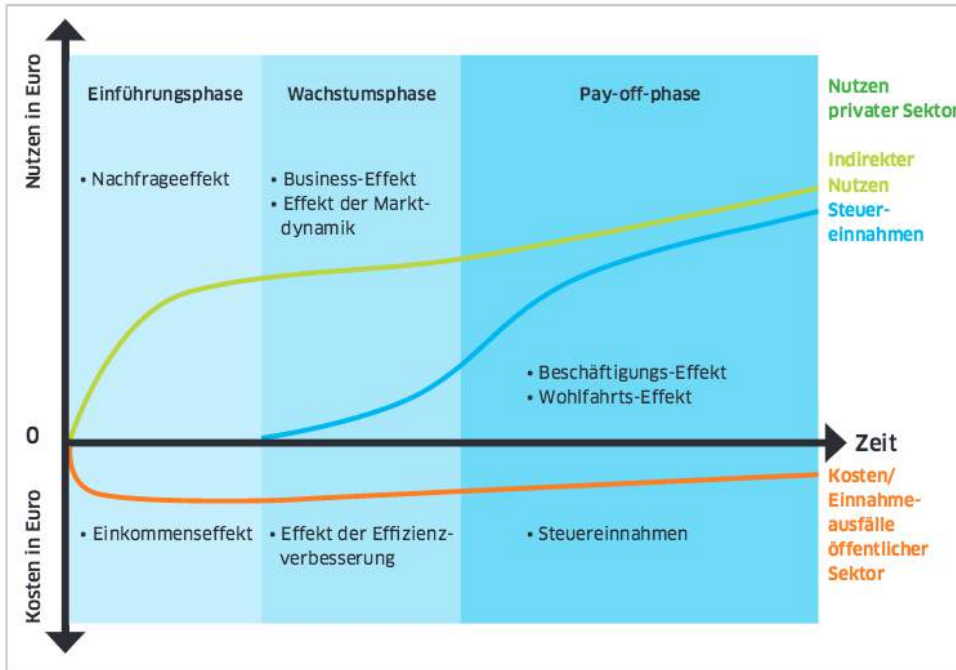 Nutzen in Euro
Einführungsphase
Wachstumsphase
Pay-off-phase
Nutzen
privater Sektor
• Nachfrageeffekt
• Business-Effekt
• Effekt der Markt-
dynamik
Indirekter
Nutzen
Steuer-
einnahmen
• Beschäftigungs-Effekt
• Wohlfahrts-Effekt
0
Zeit
Kosten in Euro
• Einkommenseffekt
• Effekt der Effizienz-
verbesserung
• Steuereinnahmen
Kosten/
Einnahme-
ausfälle
öffentlicher
Sektor